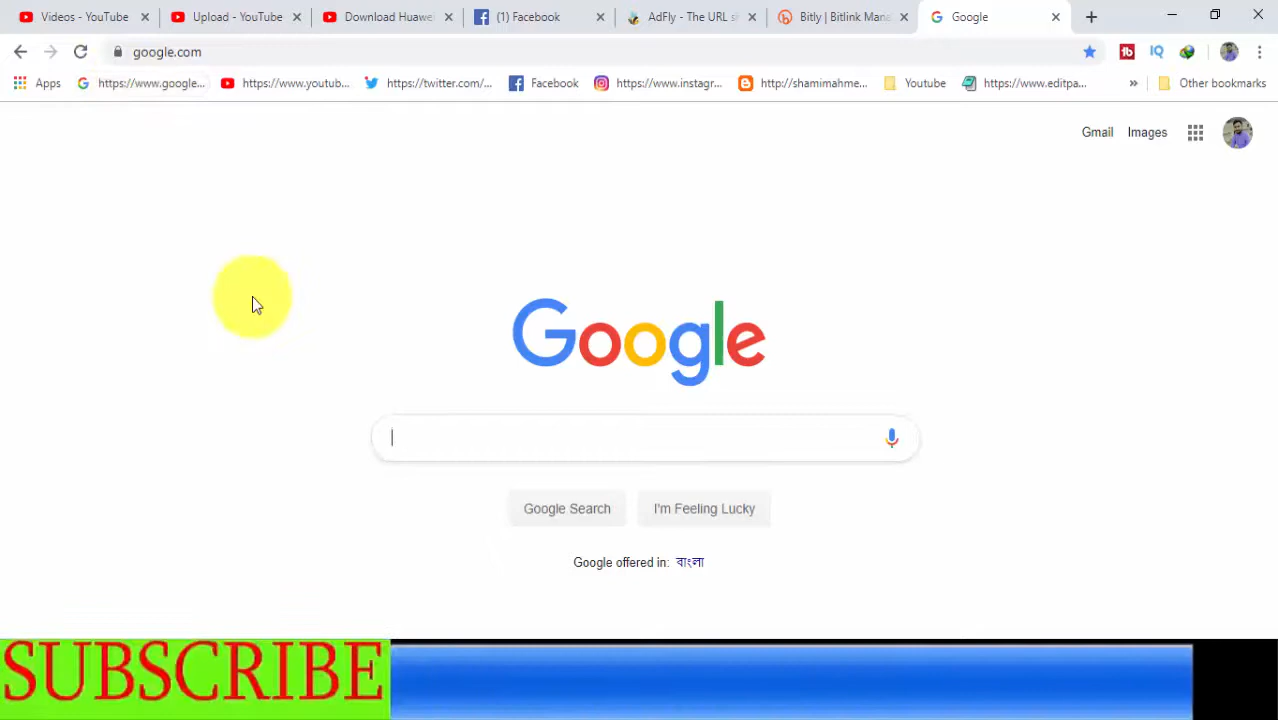 Videos - YouTube
Upload - YouTube
Download Huawei
(1) Facebook
AdFly - The URL s
Bitly | Bitlink Mana
Google
google.com
Apps
https://www.google...
https://www.youtub...
https://twitter.com/...
Facebook
https://www.instagr...
http://shamimahme...
Youtube
https://www.editpa...
Other bookmarks
Gmail
Images
Google
Google Search
I'm Feeling Lucky
Google offered in: বাংলা
SUBSCRIBE